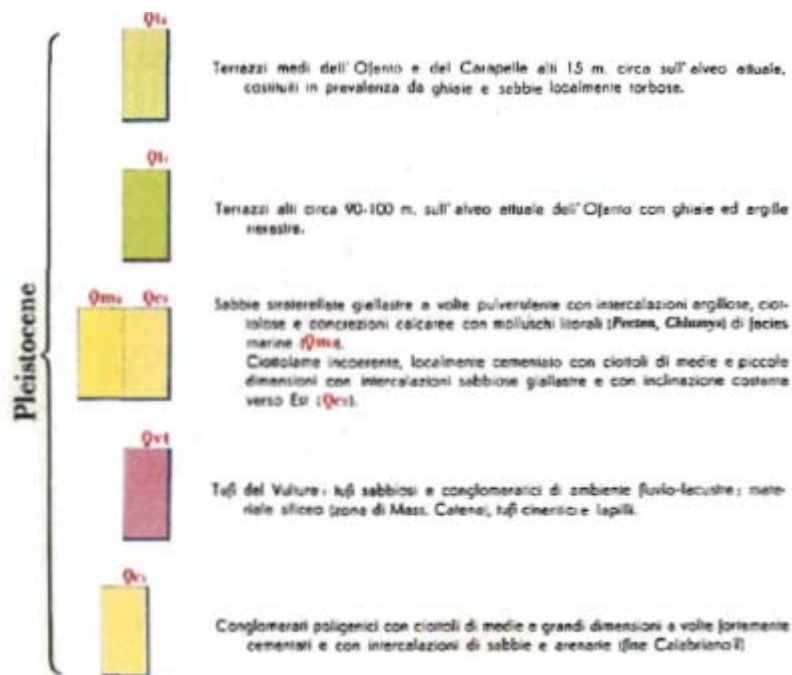 Pleistocene
Qt₂
Terrazzi medi dell' Ofanto e del Carapelle alti 15 m. circa sull' alveo attuale,
costituiti in prevalenza da ghiaie e sabbie localmente torbose.
Qt₁
Terrazzi alti circa 90-100 m. sull' alveo attuale dell' Ofanto con ghiaie ed argille
nerastre.
Qm₂ Qc₂
Sabbie straterellate giallastre a volte pulverulente con intercalazioni argillose, ciot-
tolose e concrezioni calcaree con molluschi litorali (Pecten, Chlamys) di facies
marine (Qm₂).
Ciottolame incoerente, localmente cementato con ciottoli di medie e piccole
dimensioni con intercalazioni sabbiose giallastre e con inclinazione costante
verso Est (Qc₂).
Qvt
Tufi del Vulture: tufi sabbiosi e conglomeratici di ambiente fluvio-lacustre; mate-
riale siliceo (zona di Mass. Catena), tufi cineritici e lapilli.
Qc₁
Conglomerati poligenici con ciottoli di medie e grandi dimensioni a volte fortemente
cementati e con intercalazioni di sabbie e arenarie (fine Calabriano?)